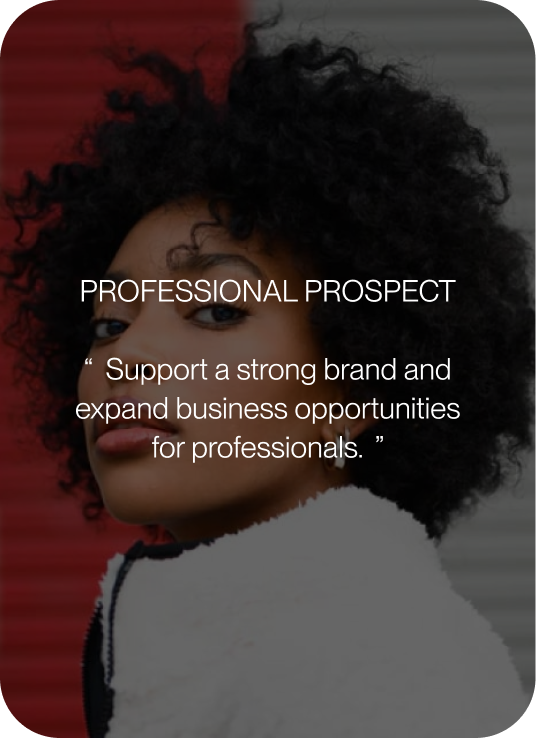 PROFESSIONAL PROSPECT
“ Support a strong brand and
expand business opportunities
for professionals. ”